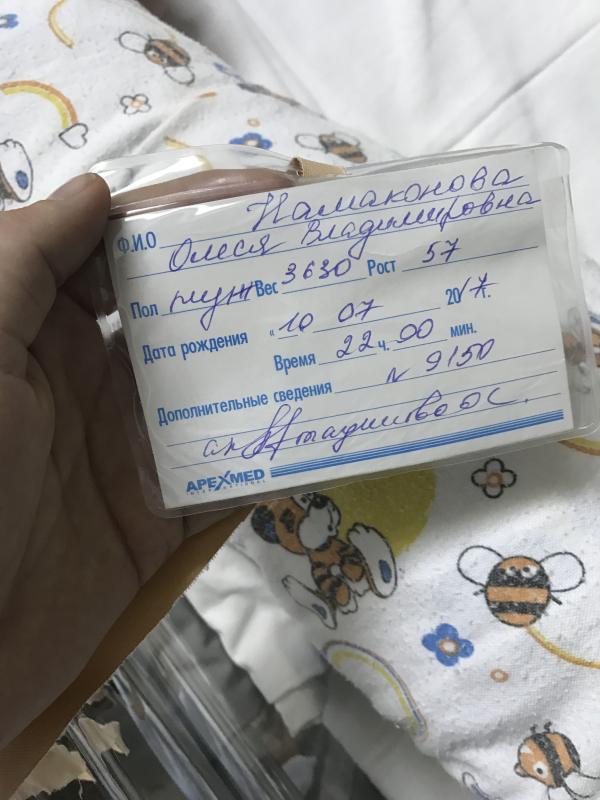 Ф.И.О Намаконова
Олеся Владимировна
Пол муж Вес 3630 Рост 57
Дата рождения « 10 07 2017 г.
Время 22 ч. 00 мин.
Дополнительные сведения N 9150
APEXMED
INTERNATIONAL